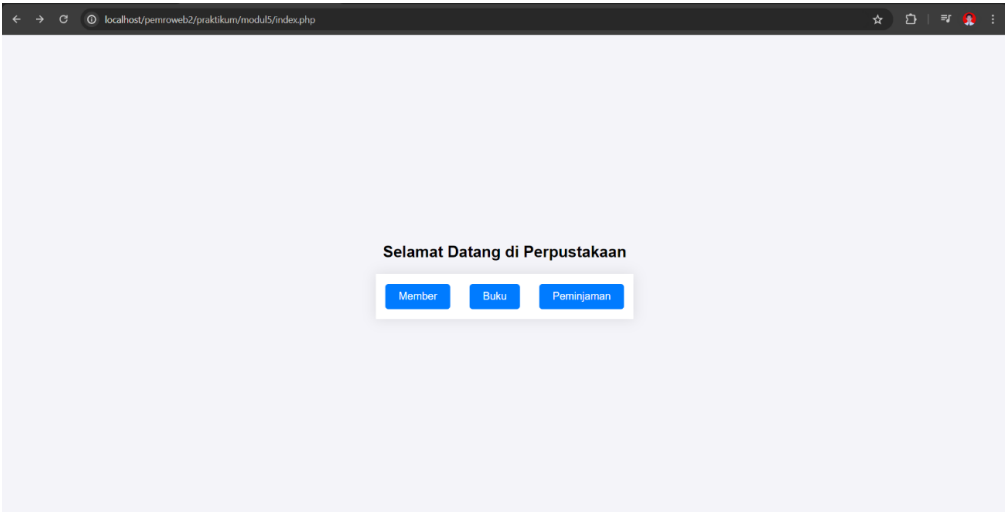 localhost/pemroweb2/praktikum/modul5/index.php
Selamat Datang di Perpustakaan
Member Buku Peminjaman